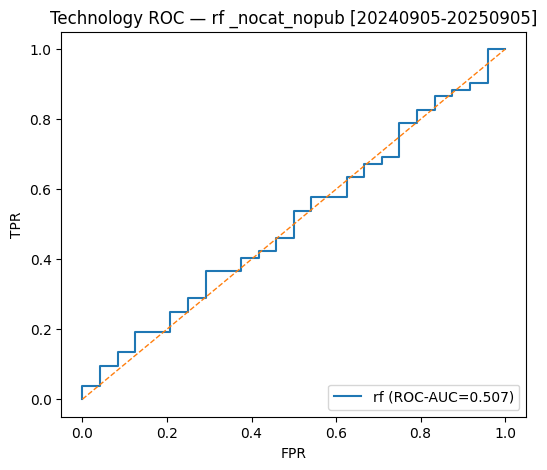 Technology ROC — rf _nocat_nopub [20240905-20250905]
1.0
0.8
0.6
0.4
0.2
0.0
TPR
rf (ROC-AUC=0.507)
0.0 0.2 0.4 0.6 0.8 1.0
FPR